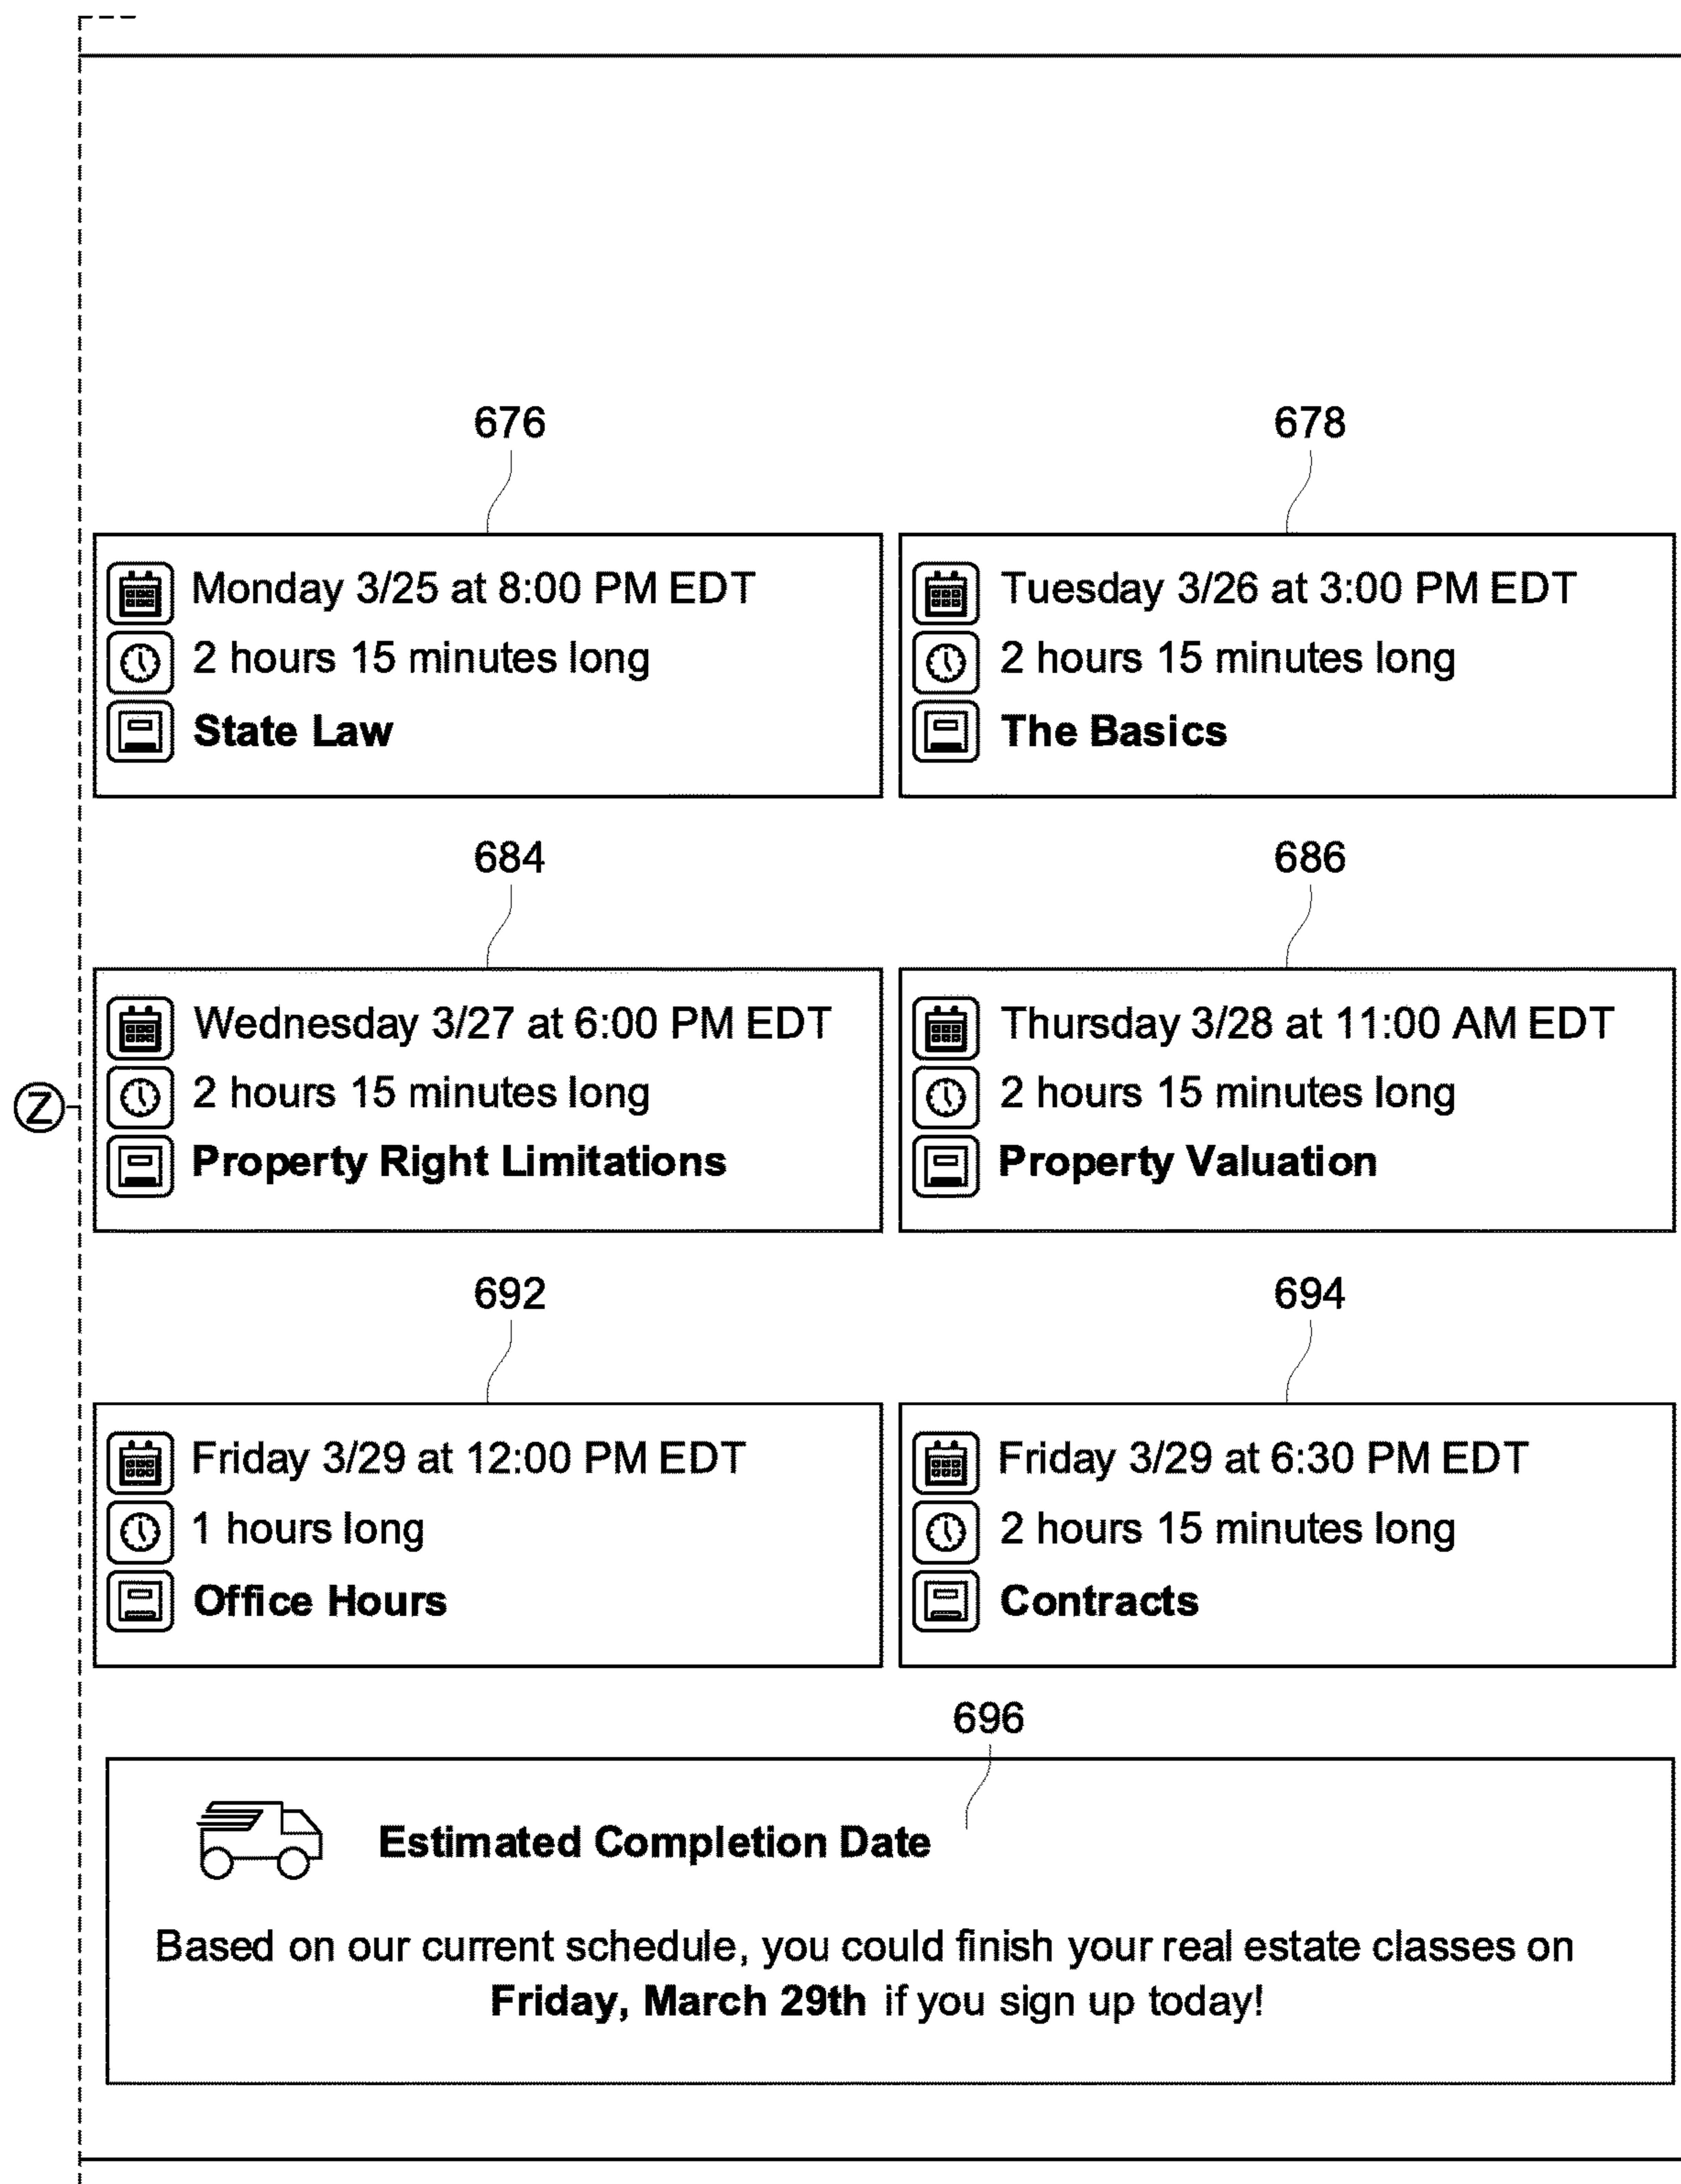 676
678
Monday 3/25 at 8:00 PM EDT
2 hours 15 minutes long
State Law
Tuesday 3/26 at 3:00 PM EDT
2 hours 15 minutes long
The Basics
684
686
Wednesday 3/27 at 6:00 PM EDT
2 hours 15 minutes long
Property Right Limitations
Thursday 3/28 at 11:00 AM EDT
2 hours 15 minutes long
Property Valuation
Z
692
694
Friday 3/29 at 12:00 PM EDT
1 hours long
Office Hours
Friday 3/29 at 6:30 PM EDT
2 hours 15 minutes long
Contracts
696
Estimated Completion Date
Based on our current schedule, you could finish your real estate classes on
Friday, March 29th if you sign up today!